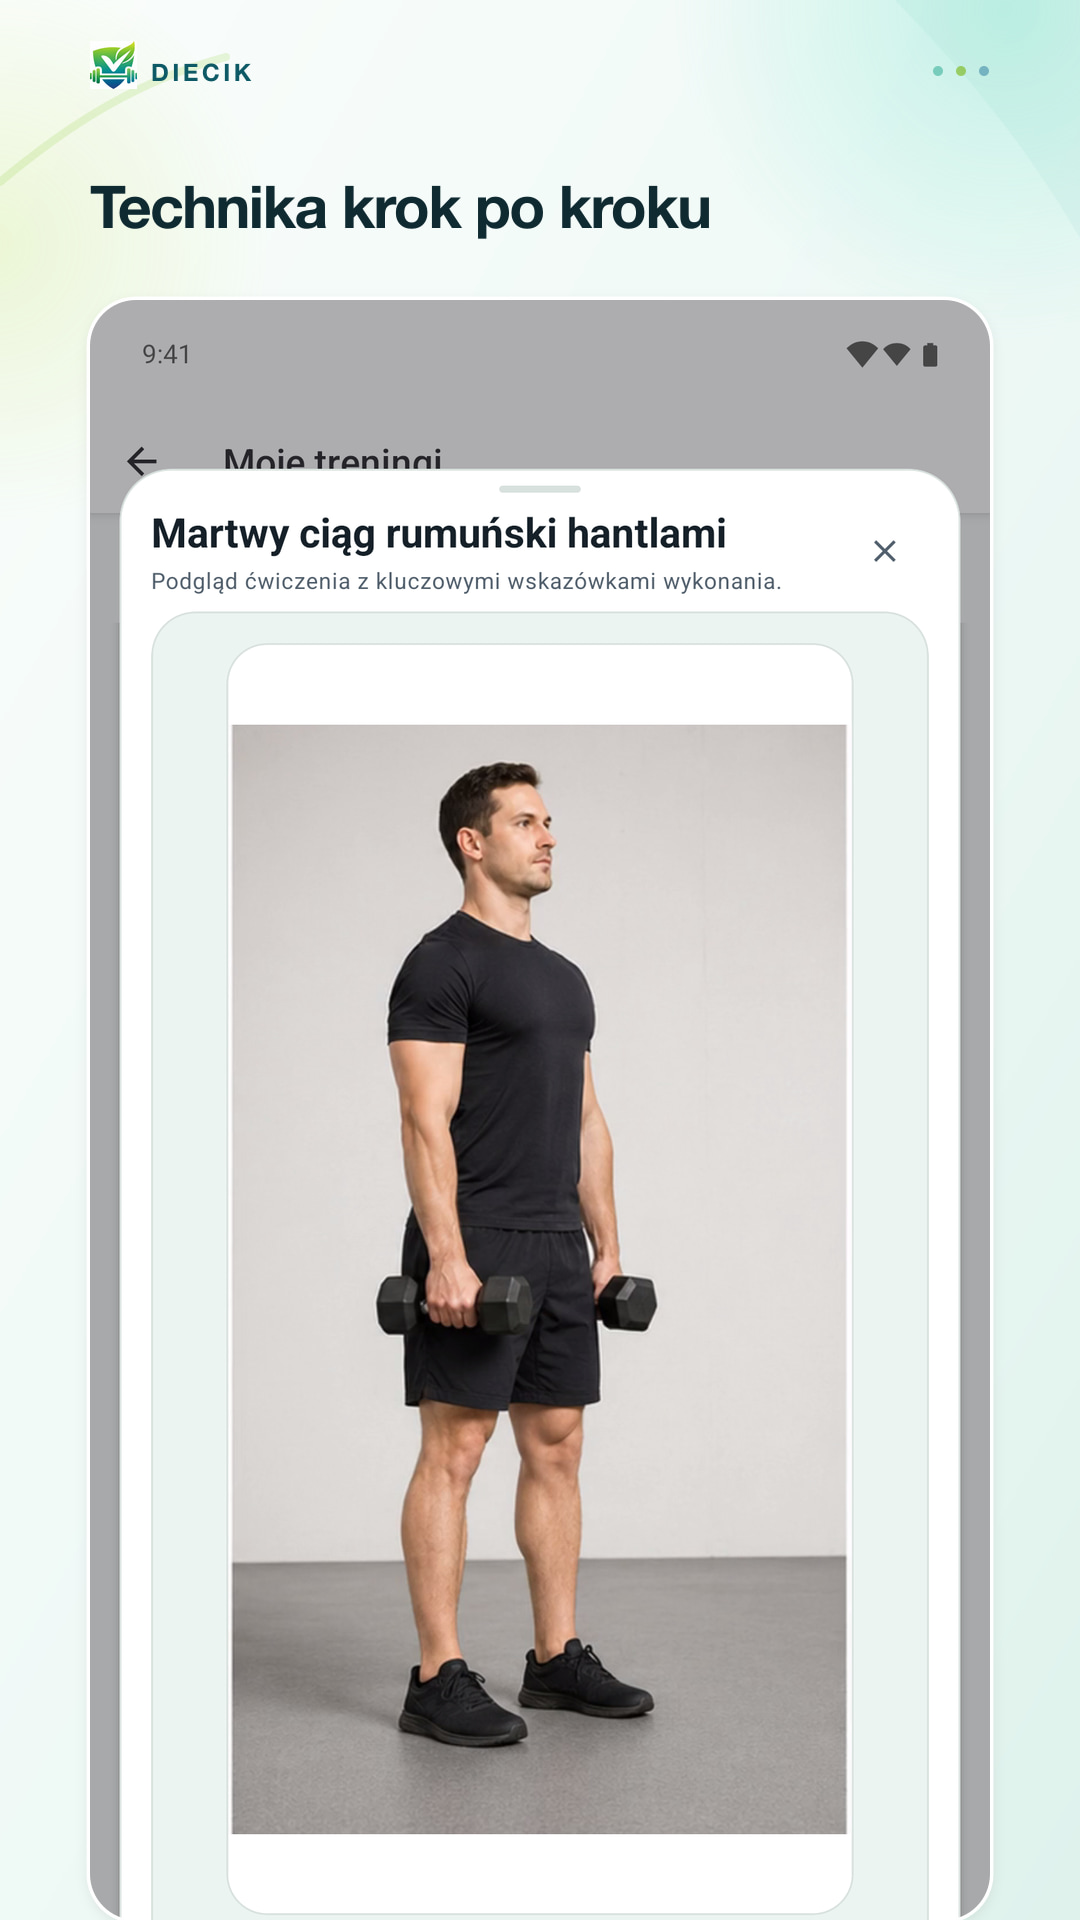 DIECIK
Technika krok po kroku
9:41
Moje treningi
Martwy ciąg rumuński hantlami
Podgląd ćwiczenia z kluczowymi wskazówkami wykonania.